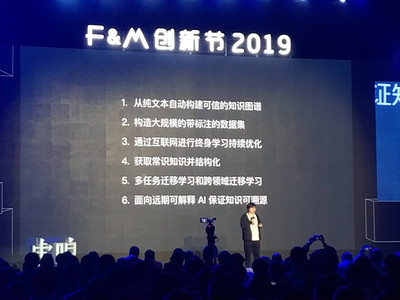 F&M 创新节 2019
1. 从纯文本自动构建可信的知识图谱
2. 构造大规模的带标注的数据集
3. 通过互联网进行终身学习持续优化
4. 获取常识知识并结构化
5. 多任务迁移学习和跨领域迁移学习
6. 面向远期可解释 AI 保证知识可溯源
证知